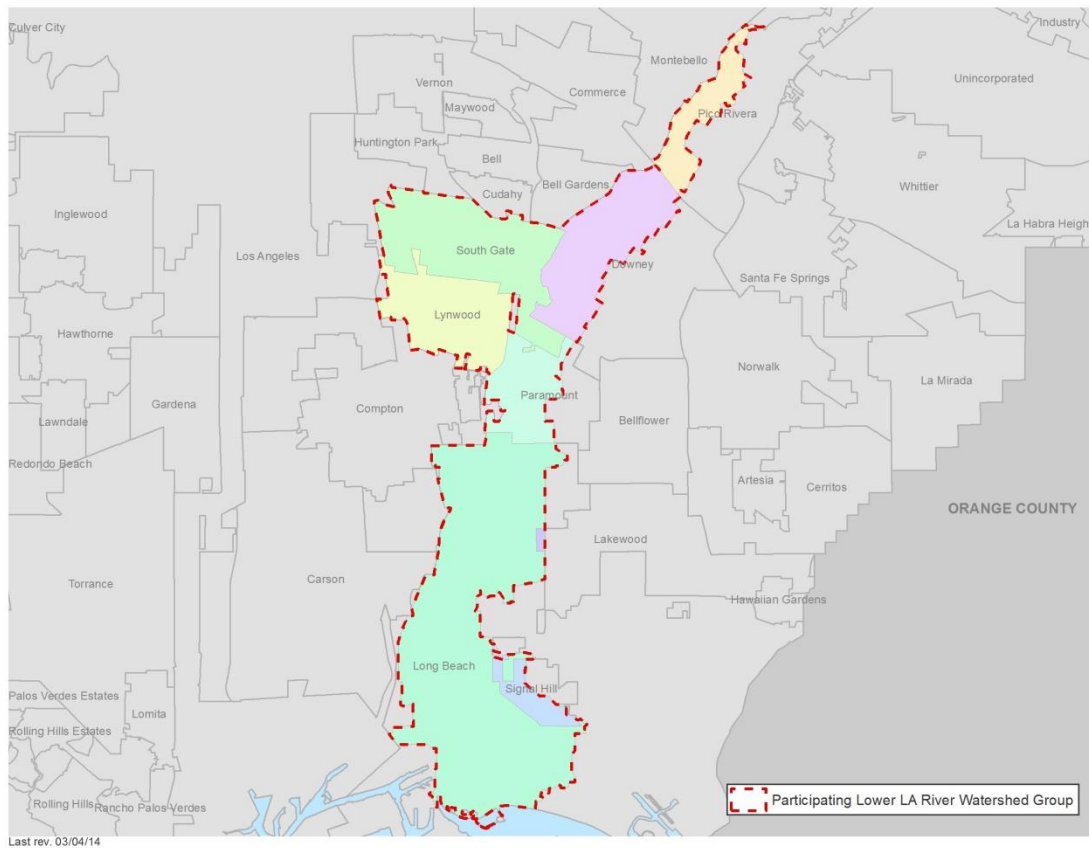 Culver City
Industry
Montebello
Unincorporated
Vernon
Commerce
Maywood
Pico Rivera
Huntington Park
Bell
Whittier
Cudahy
Bell Gardens
Inglewood
La Habra Heigh
South Gate
Los Angeles
Downey
Santa Fe Springs
Lynwood
Hawthorne
Norwalk
La Mirada
Paramount
Gardena
Compton
Bellflower
Lawndale
Redondo Beach
Artesia
Cerritos
ORANGE COUNTY
Lakewood
Carson
Torrance
Hawaiian Gardens
Long Beach
Signal Hill
Palos Verdes Estates
Lomita
Rolling Hills Estates
Rolling Hills
Rancho Palos Verdes
Participating Lower LA River Watershed Group
Last rev. 03/04/14